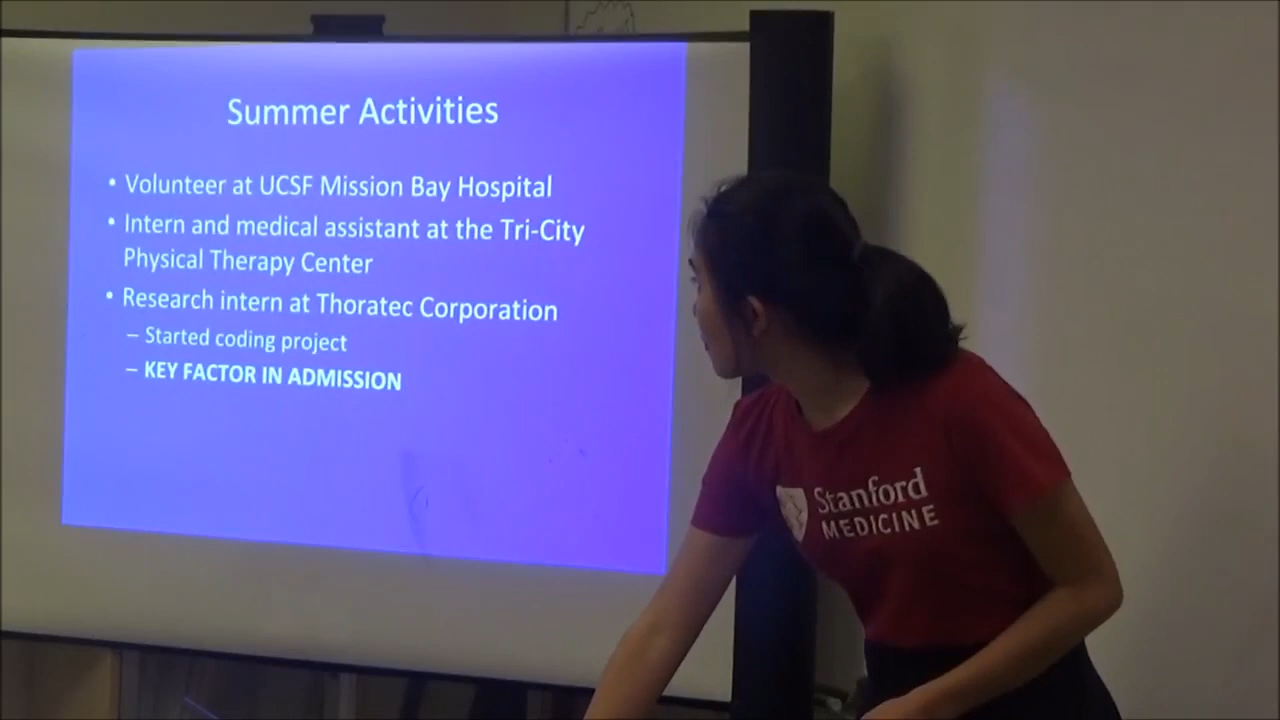 Summer Activities
• Volunteer at UCSF Mission Bay Hospital
• Intern and medical assistant at the Tri-City
Physical Therapy Center
• Research intern at Thoratec Corporation
– Started coding project
– KEY FACTOR IN ADMISSION
Stanford
MEDICINE